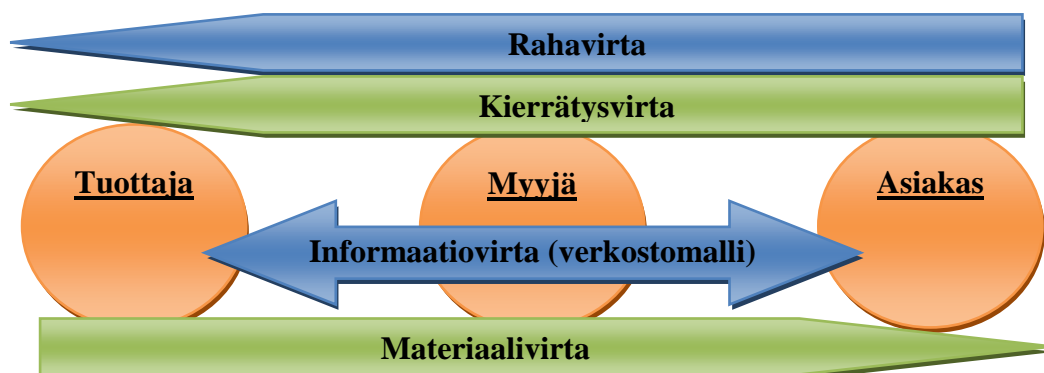 Rahavirta
Kierrätysvirta
Tuottaja
Myyjä
Asiakas
Informaatiovirta (verkostomalli)
Materiaalivirta